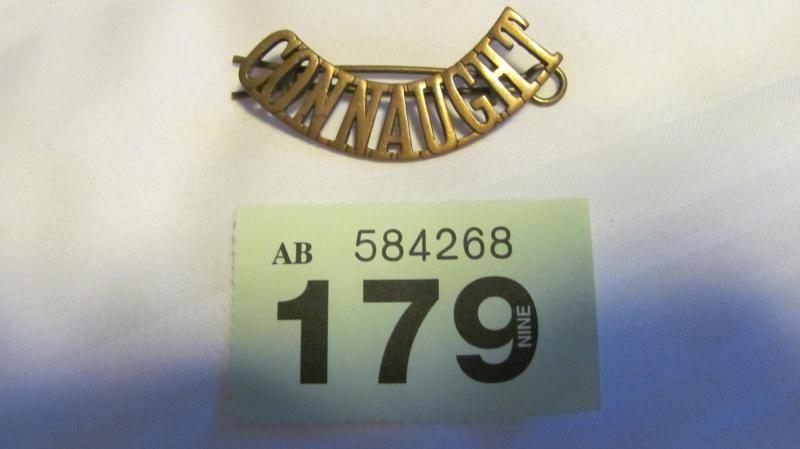 CONNAUGHT
AB 584268
179
NINE